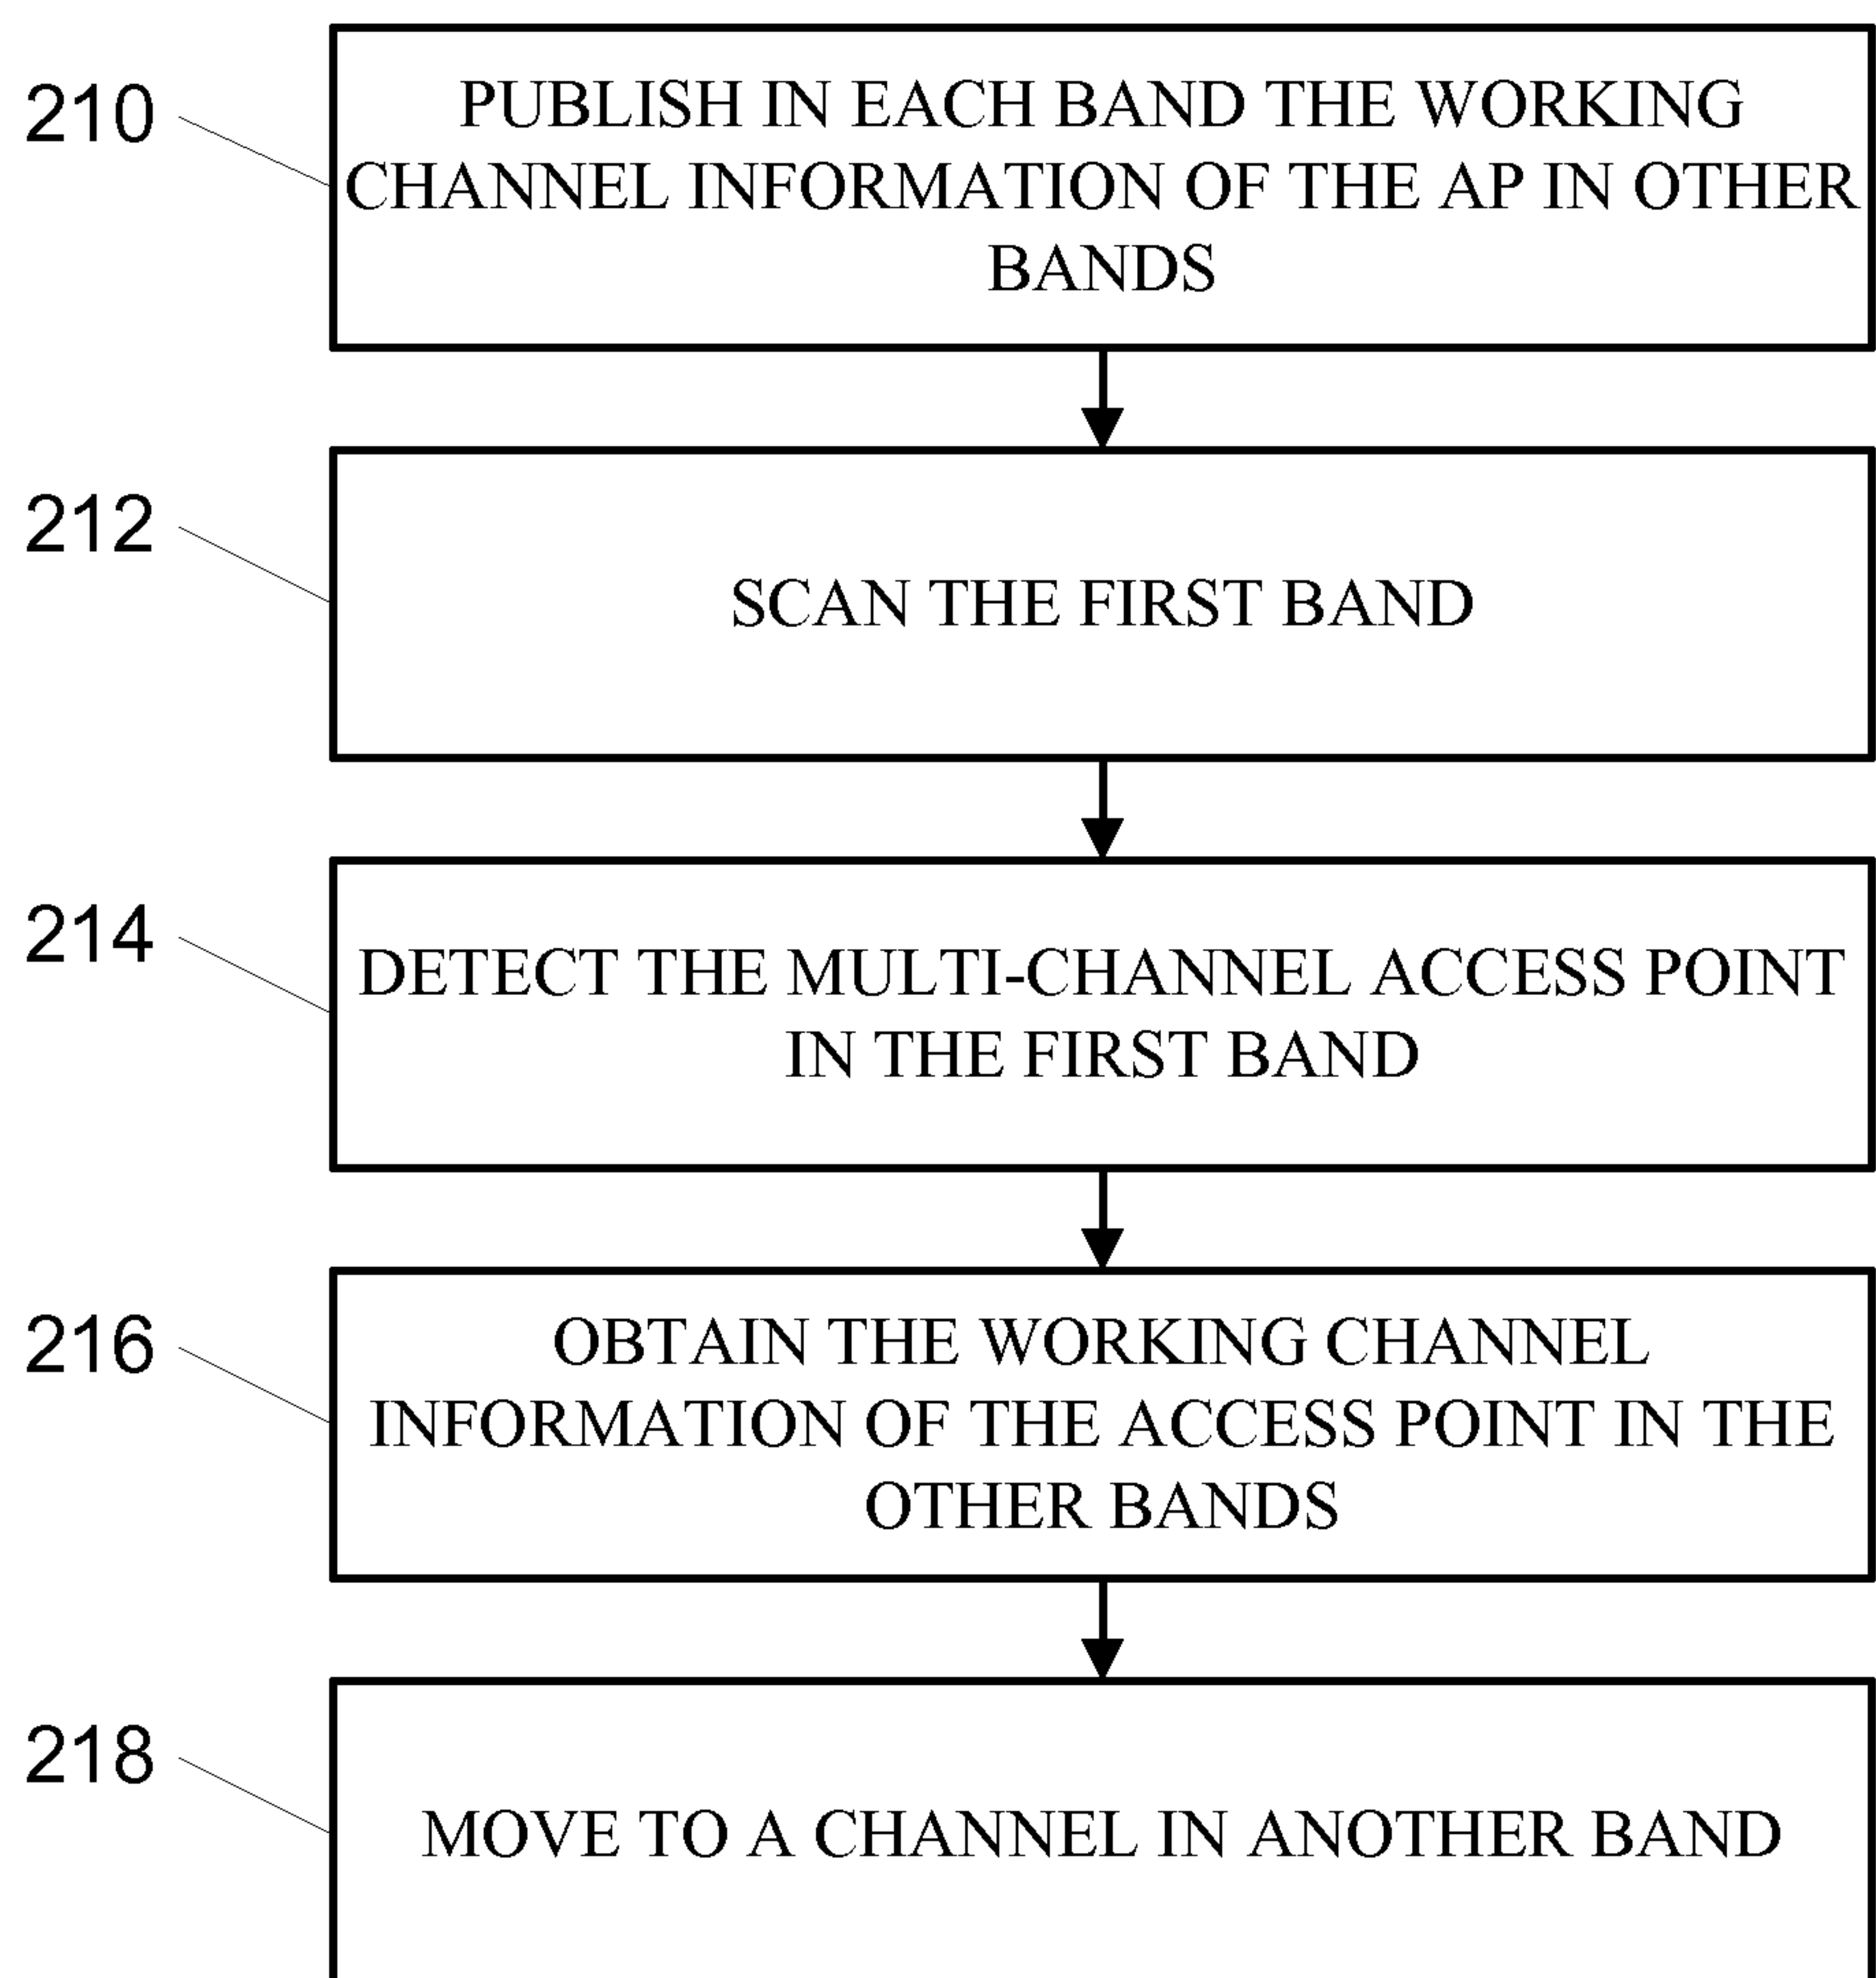 210
PUBLISH IN EACH BAND THE WORKING
CHANNEL INFORMATION OF THE AP IN OTHER
BANDS
212
SCAN THE FIRST BAND
214
DETECT THE MULTI-CHANNEL ACCESS POINT
IN THE FIRST BAND
216
OBTAIN THE WORKING CHANNEL
INFORMATION OF THE ACCESS POINT IN THE
OTHER BANDS
218
MOVE TO A CHANNEL IN ANOTHER BAND